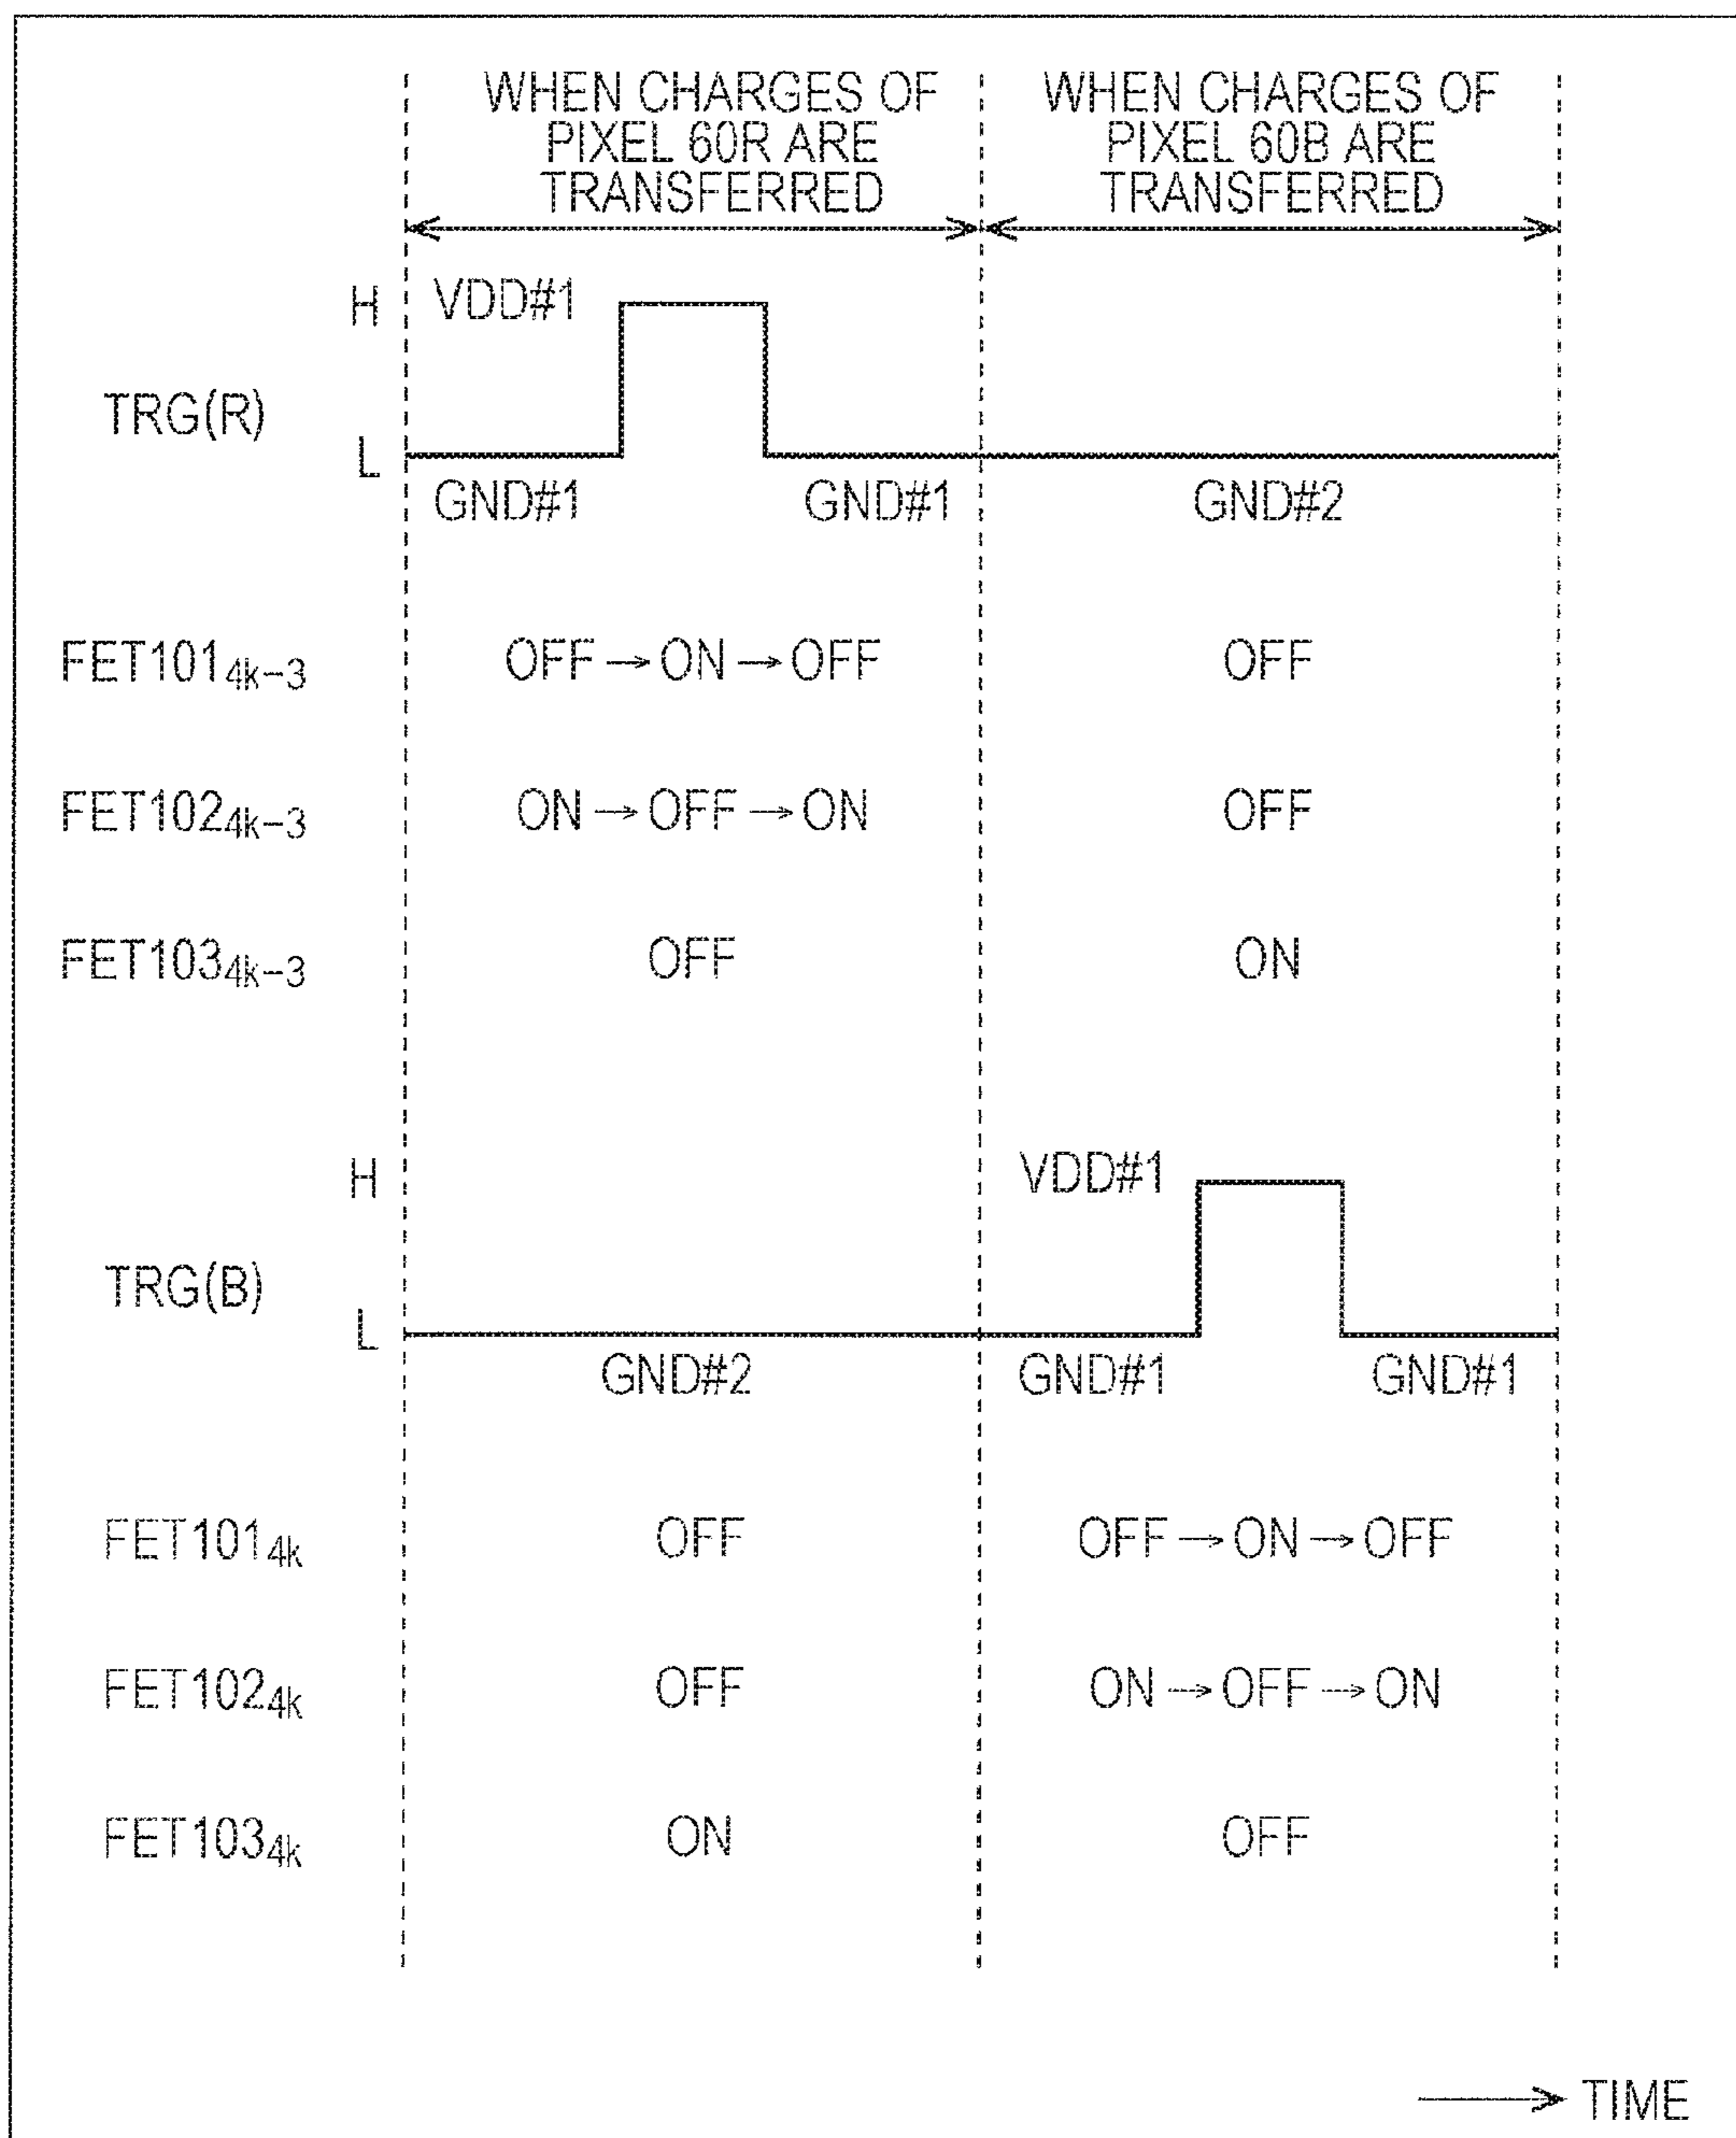 WHEN CHARGES OF
PIXEL 60R ARE
TRANSFERRED
WHEN CHARGES OF
PIXEL 60B ARE
TRANSFERRED
H
VDD#1
TRG(R)
L
GND#1
GND#1
GND#2
FET101₄ₖ₋₃
OFF → ON → OFF
OFF
FET102₄ₖ₋₃
ON → OFF → ON
OFF
FET103₄ₖ₋₃
OFF
ON
H
VDD#1
TRG(B)
L
GND#2
GND#1
GND#1
FET101₄ₖ
OFF
OFF → ON → OFF
FET102₄ₖ
OFF
ON → OFF → ON
FET103₄ₖ
ON
OFF
→ TIME